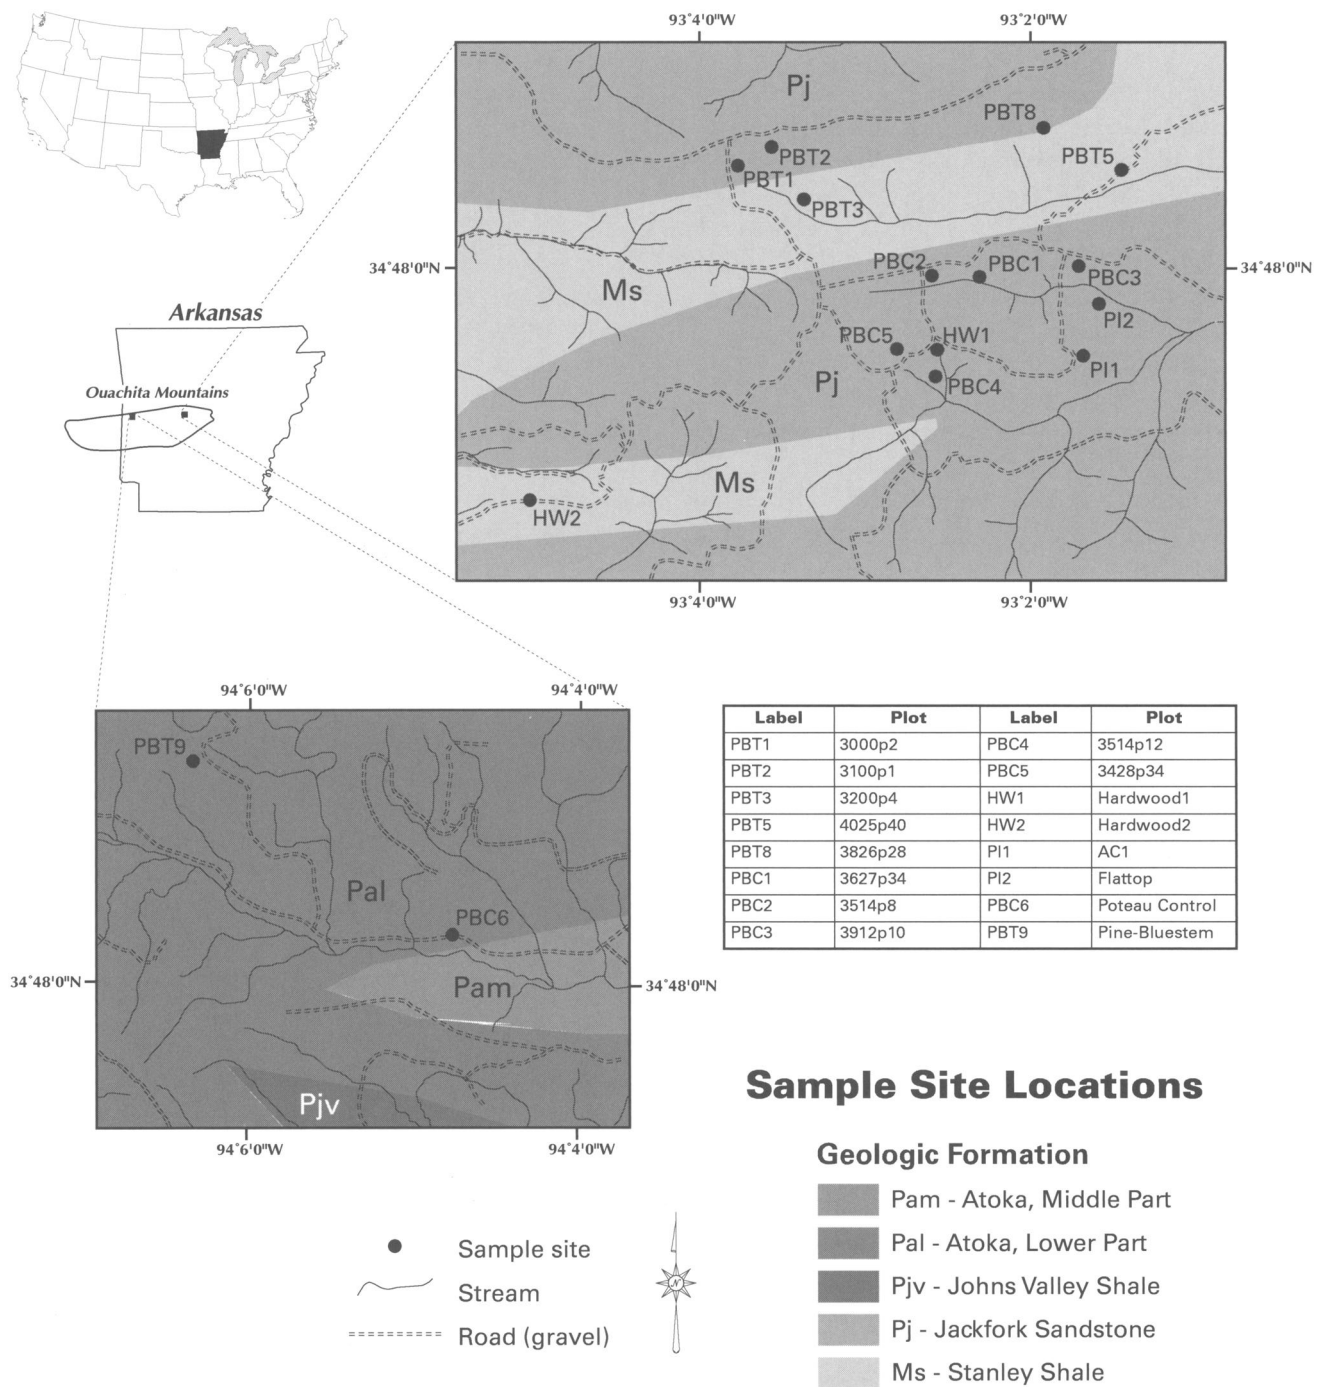 93°4'0"W
93°2'0"W
Pj
PBT8
PBT2
PBT5
PBT1
PBT3
34°48'0"N
PBC2
PBC1
PBC3
34°48'0"N
Ms
PI2
Arkansas
PBC5
HW1
PI1
Ouachita Mountains
Pj
PBC4
Ms
HW2
93°4'0"W
93°2'0"W
94°6'0"W
94°4'0"W
PBT9
Pal
PBC6
34°48'0"N
Pam
34°48'0"N
Pjv
94°6'0"W
94°4'0"W
Label Plot Label Plot
PBT1 3000p2 PBC4 3514p12
PBT2 3100p1 PBC5 3428p34
PBT3 3200p4 HW1 Hardwood1
PBT5 4025p40 HW2 Hardwood2
PBT8 3826p28 PI1 AC1
PBC1 3627p34 PI2 Flattop
PBC2 3514p8 PBC6 Poteau Control
PBC3 3912p10 PBT9 Pine-Bluestem
Sample Site Locations
Geologic Formation
Pam - Atoka, Middle Part
Pal - Atoka, Lower Part
Pjv - Johns Valley Shale
Pj - Jackfork Sandstone
Ms - Stanley Shale
Sample site
Stream
Road (gravel)
N